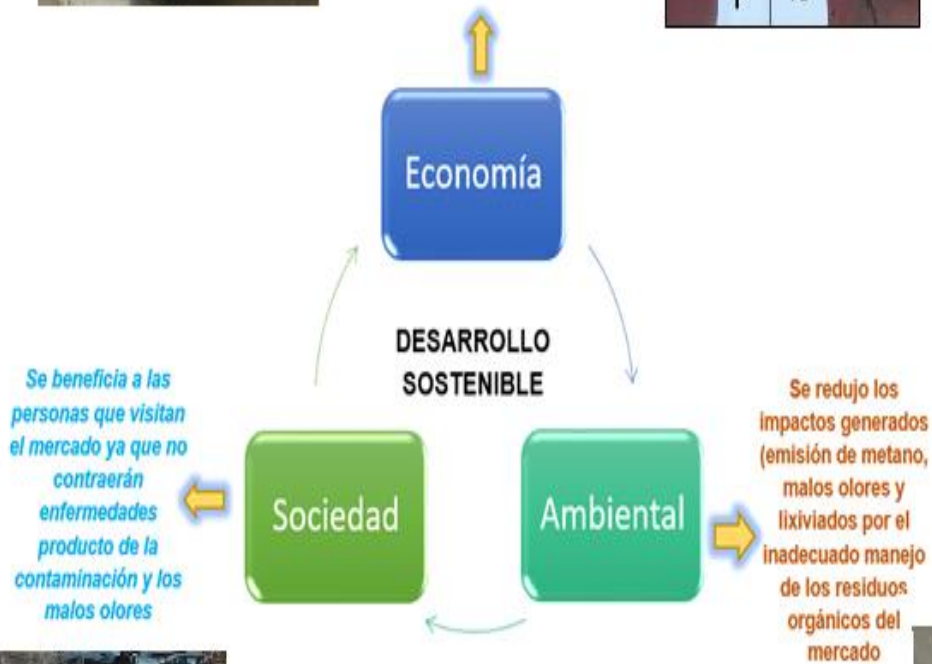 Economía
DESARROLLO
SOSTENIBLE
Se beneficia a las
personas que visitan
el mercado ya que no
contraerán
enfermedades
producto de la
contaminación y los
malos olores
Sociedad
Ambiental
Se redujo los
impactos generados
(emisión de metano,
malos olores y
lixiviados por el
inadecuado manejo
de los residuos
orgánicos del
mercado